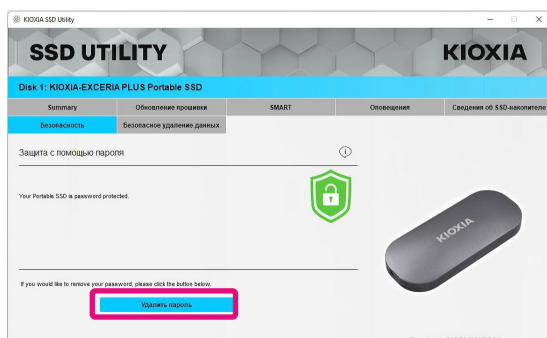 KIOXIA SSD Utility
SSD UTILITY
KIOXIA
Disk 1: KIOXIA-EXCERIA PLUS Portable SSD
Summary
Обновление прошивки
SMART
Оповещения
Сведения об SSD-накопителе
Безопасность
Безопасное удаление данных
Защита с помощью пароля
Your Portable SSD is password protected.
KIOXIA
If you would like to remove your password, please click the button below.
Удалить пароль